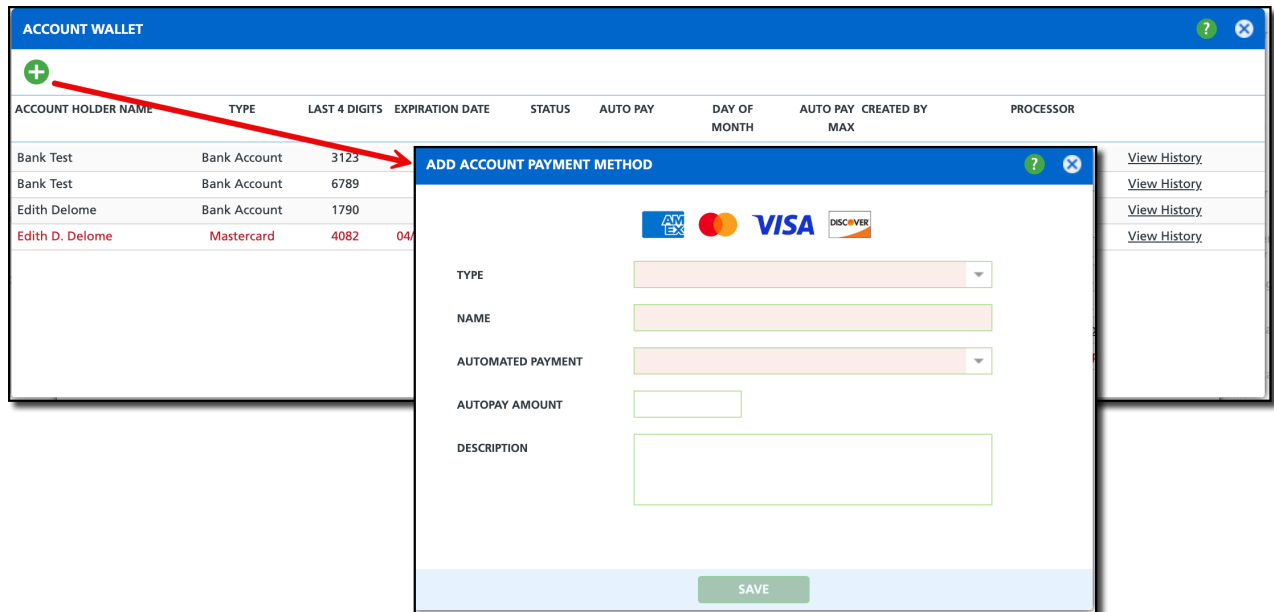 ACCOUNT WALLET ?
ACCOUNT HOLDER NAME TYPE LAST 4 DIGITS EXPIRATION DATE STATUS AUTO PAY DAY OF MONTH AUTO PAY MAX CREATED BY PROCESSOR
Bank Test Bank Account 3123 View History
Bank Test Bank Account 6789 View History
Edith Delome Bank Account 1790 View History
Edith D. Delome Mastercard 4082 04/ View History
ADD ACCOUNT PAYMENT METHOD ?
AM EX VISA DISCOVER
TYPE
NAME
AUTOMATED PAYMENT
AUTOPAY AMOUNT
DESCRIPTION
SAVE